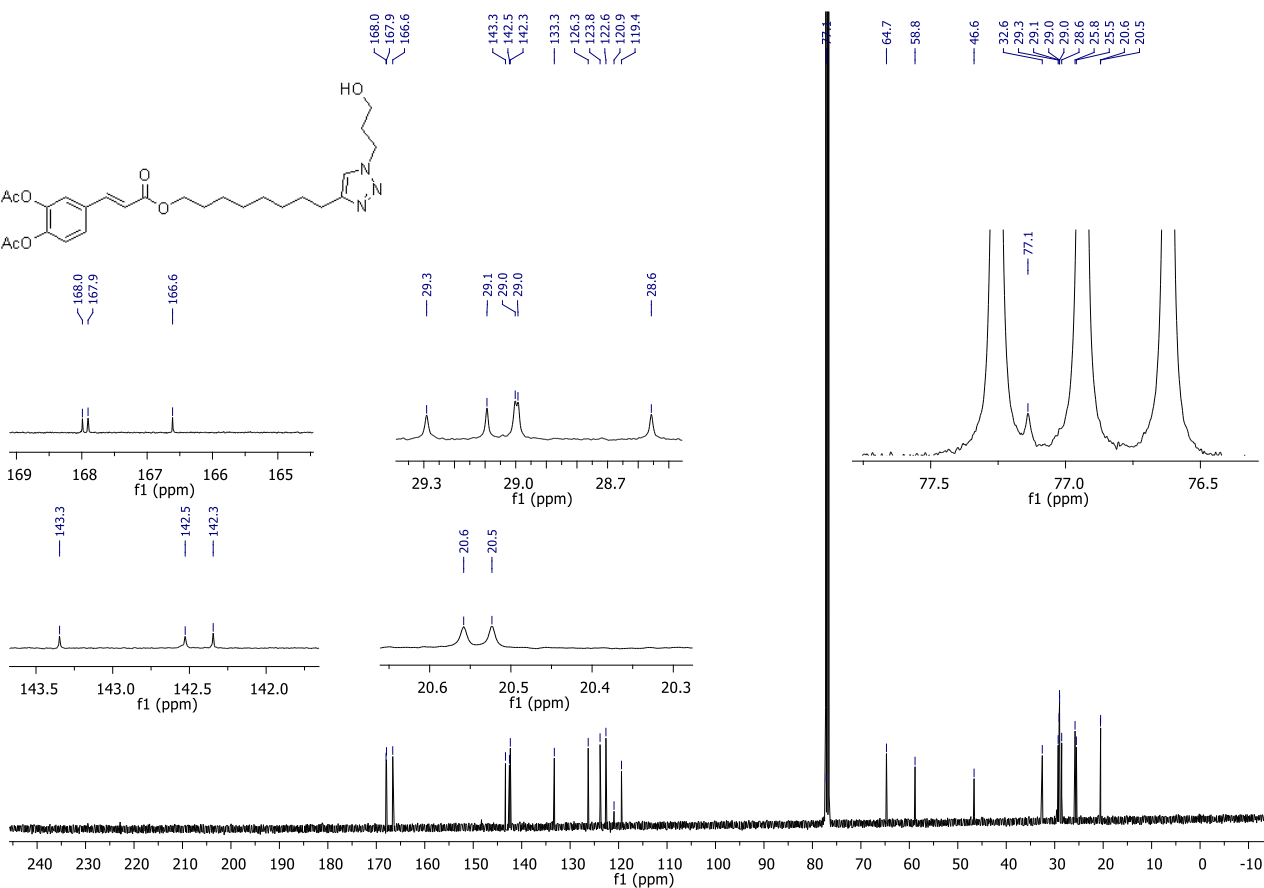 168.0 167.9 166.6 143.3 142.5 142.3 133.3 126.3 123.8 122.6 120.9 119.4 77.1 64.7 58.8 46.6 32.6 29.3 29.1 29.0 29.0 28.6 25.8 25.5 20.6 20.5
HO
N
N
N
O
O
AcO
AcO
168.0 167.9 166.6
169 168 167 166 165
f1 (ppm)
29.3 29.1 29.0 29.0 28.6
29.3 29.0 28.7
f1 (ppm)
77.1
77.5 77.0 76.5
f1 (ppm)
143.3 142.5 142.3
143.5 143.0 142.5 142.0
f1 (ppm)
20.6 20.5
20.6 20.5 20.4 20.3
f1 (ppm)
240 230 220 210 200 190 180 170 160 150 140 130 120 110 100 90 80 70 60 50 40 30 20 10 0 -10
f1 (ppm)